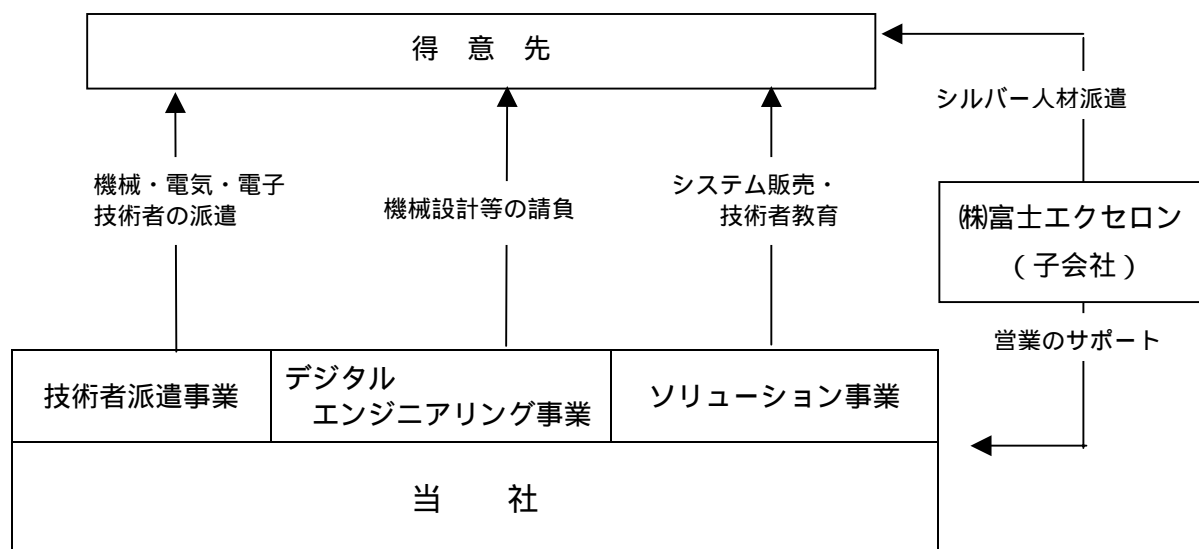 得 意 先
シルバー人材派遣
機械・電気・電子
技術者の派遣
機械設計等の請負
システム販売・
技術者教育
㈱富士エクセロン
（子会社）
営業のサポート
技術者派遣事業
デジタル
エンジニアリング事業
ソリューション事業
当 社